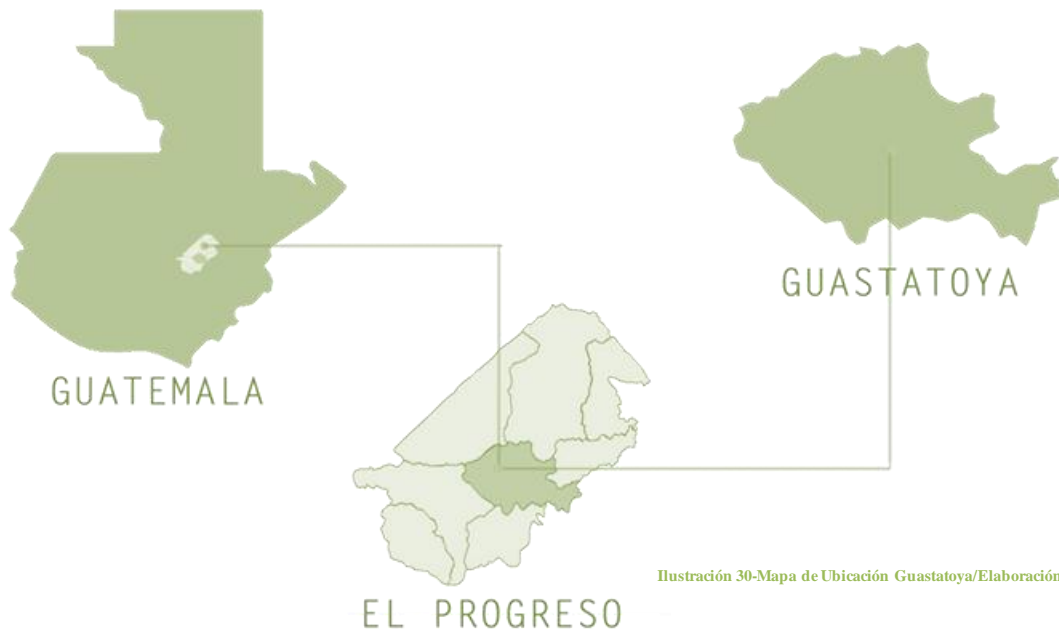 GUATEMALA
GUASTATOYA
EL PROGRESO
Ilustración 30-Mapa de Ubicación Guastatoya/Elaboración